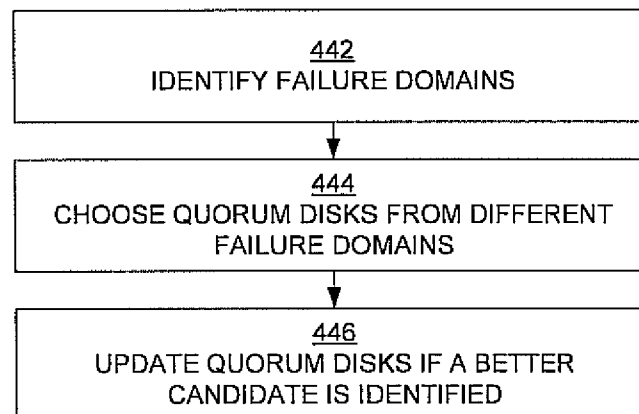 442
IDENTIFY FAILURE DOMAINS
444
CHOOSE QUORUM DISKS FROM DIFFERENT
FAILURE DOMAINS
446
UPDATE QUORUM DISKS IF A BETTER
CANDIDATE IS IDENTIFIED